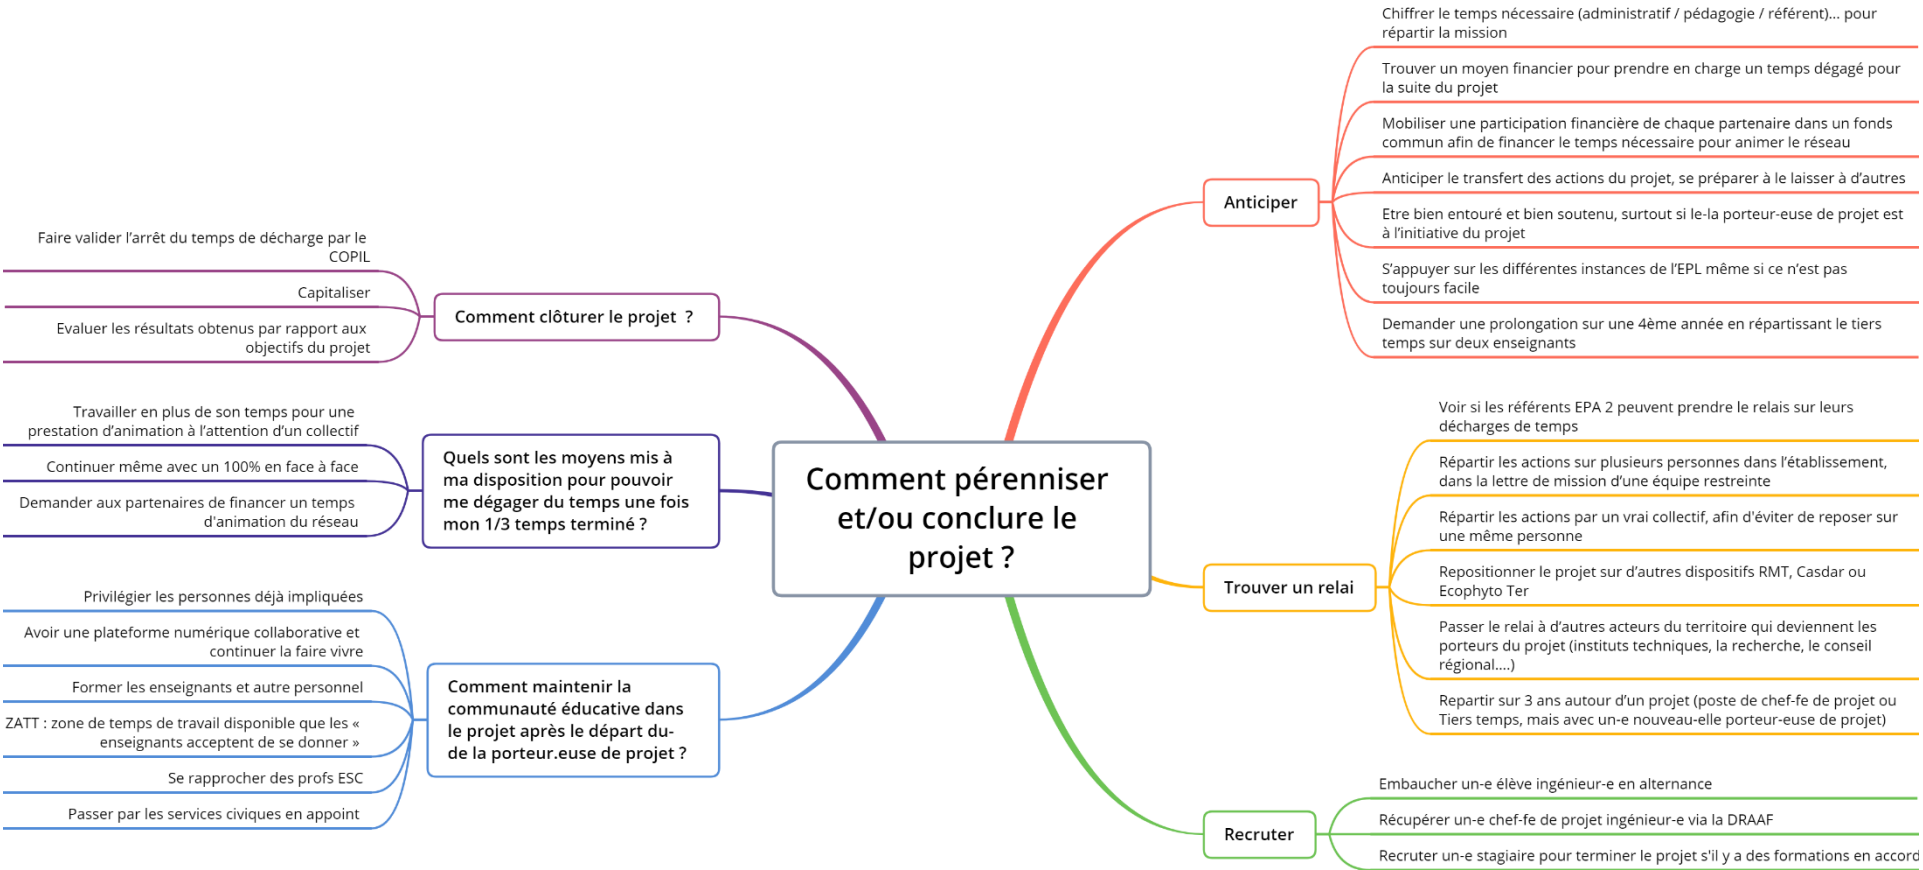 Comment pérenniser
et/ou conclure le
projet ?
Anticiper
Chiffrer le temps nécessaire (administratif / pédagogie / référent)... pour
répartir la mission
Trouver un moyen financier pour prendre en charge un temps dégagé pour
la suite du projet
Mobiliser une participation financière de chaque partenaire dans un fonds
commun afin de financer le temps nécessaire pour animer le réseau
Anticiper le transfert des actions du projet, se préparer à le laisser à d’autres
Etre bien entouré et bien soutenu, surtout si le-la porteur-euse de projet est
à l’initiative du projet
S’appuyer sur les différentes instances de l’EPL même si ce n’est pas
toujours facile
Demander une prolongation sur une 4ème année en répartissant le tiers
temps sur deux enseignants
Trouver un relai
Voir si les référents EPA 2 peuvent prendre le relais sur leurs
décharges de temps
Répartir les actions sur plusieurs personnes dans l’établissement,
dans la lettre de mission d’une équipe restreinte
Répartir les actions par un vrai collectif, afin d'éviter de reposer sur
une même personne
Repositionner le projet sur d’autres dispositifs RMT, Casdar ou
Ecophyto Ter
Passer le relai à d’autres acteurs du territoire qui deviennent les
porteurs du projet (instituts techniques, la recherche, le conseil
régional....)
Repartir sur 3 ans autour d’un projet (poste de chef-fe de projet ou
Tiers temps, mais avec un-e nouveau-elle porteur-euse de projet)
Recruter
Embaucher un-e élève ingénieur-e en alternance
Récupérer un-e chef-fe de projet ingénieur-e via la DRAAF
Recruter un-e stagiaire pour terminer le projet s'il y a des formations en accord
Comment clôturer le projet ?
Faire valider l’arrêt du temps de décharge par le
COPIL
Capitaliser
Evaluer les résultats obtenus par rapport aux
objectifs du projet
Quels sont les moyens mis à
ma disposition pour pouvoir
me dégager du temps une fois
mon 1/3 temps terminé ?
Travailler en plus de son temps pour une
prestation d’animation à l’attention d’un collectif
Continuer même avec un 100% en face à face
Demander aux partenaires de financer un temps
d'animation du réseau
Comment maintenir la
communauté éducative dans
le projet après le départ du-
de la porteur.euse de projet ?
Privilégier les personnes déjà impliquées
Avoir une plateforme numérique collaborative et
continuer la faire vivre
Former les enseignants et autre personnel
ZATT : zone de temps de travail disponible que les «
enseignants acceptent de se donner »
Se rapprocher des profs ESC
Passer par les services civiques en appoint